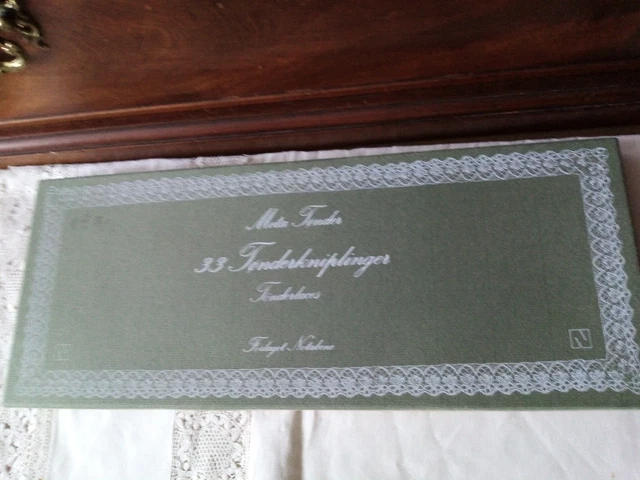 Meta Tønder
33 Tønderkniplinger
Tønderlaces
Forlaget Notabene
N